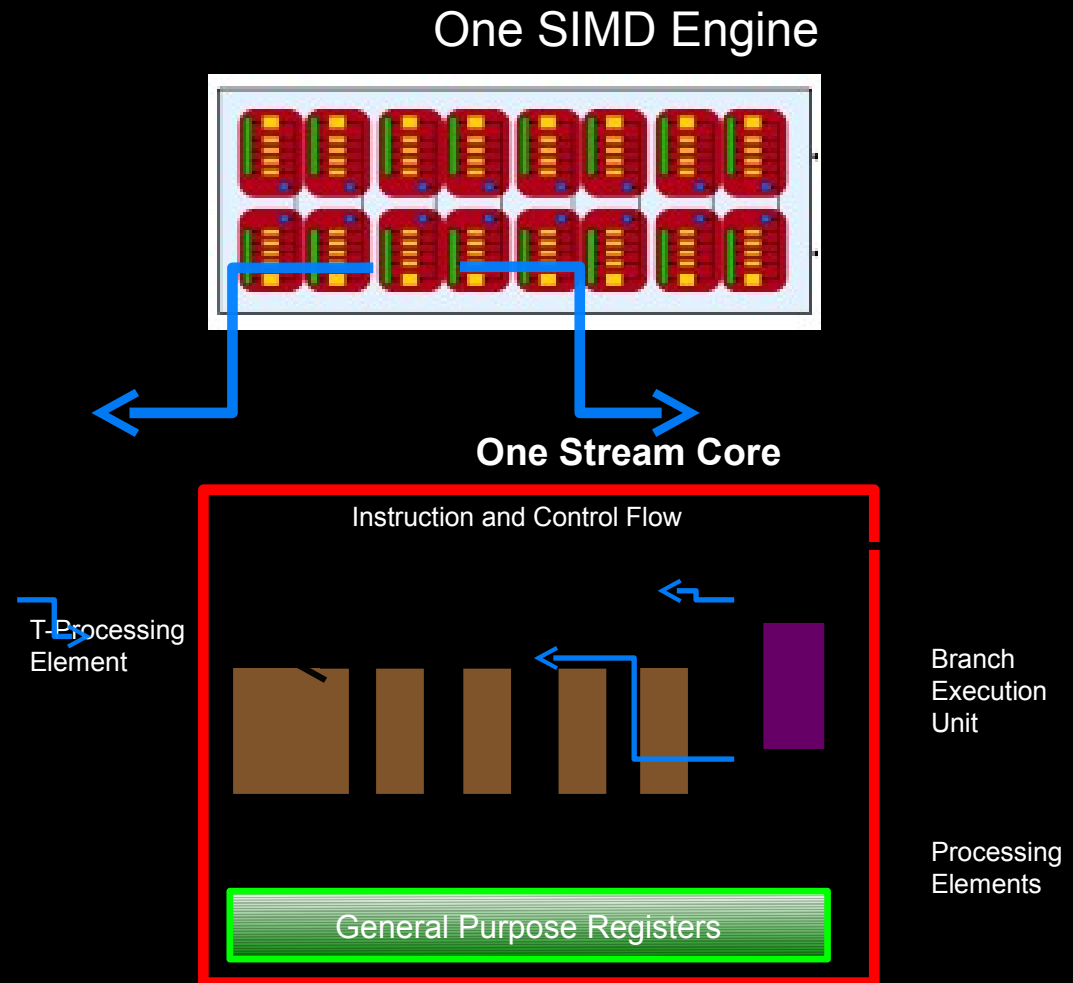 One SIMD Engine
One Stream Core
Instruction and Control Flow
T-Processing
Element
Branch
Execution
Unit
Processing
Elements
General Purpose Registers